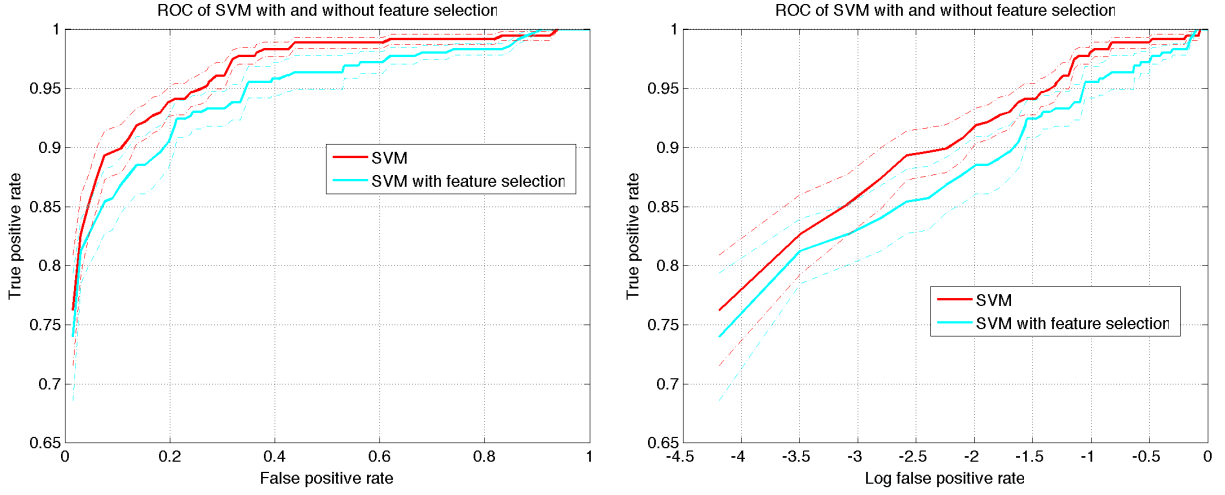 ROC of SVM with and without feature selection
1
0.95
0.9
0.85
0.8
0.75
0.7
0.65
True positive rate
SVM
SVM with feature selection
0 0.2 0.4 0.6 0.8 1
False positive rate
ROC of SVM with and without feature selection
1
0.95
0.9
0.85
0.8
0.75
0.7
0.65
True positive rate
SVM
SVM with feature selection
-4.5 -4 -3.5 -3 -2.5 -2 -1.5 -1 -0.5 0
Log false positive rate